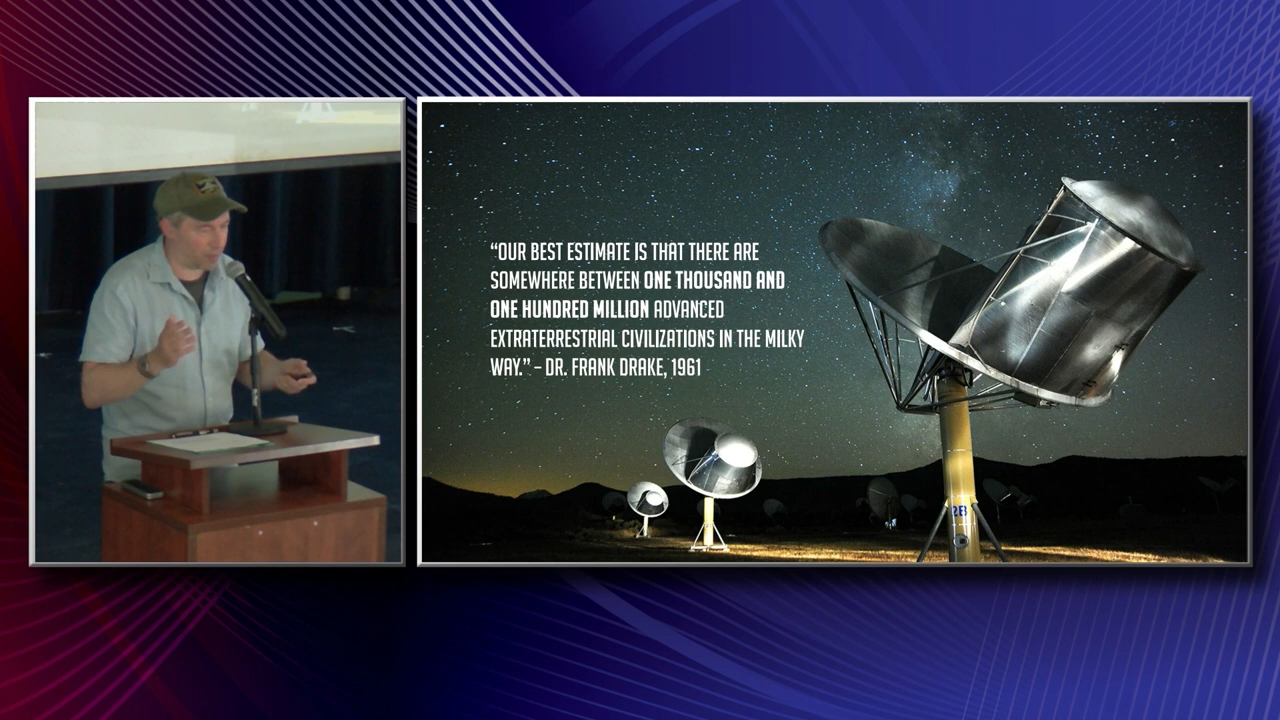 “OUR BEST ESTIMATE IS THAT THERE ARE
SOMEWHERE BETWEEN ONE THOUSAND AND
ONE HUNDRED MILLION ADVANCED
EXTRATERRESTRIAL CIVILIZATIONS IN THE MILKY
WAY.” – DR. FRANK DRAKE, 1961
2B